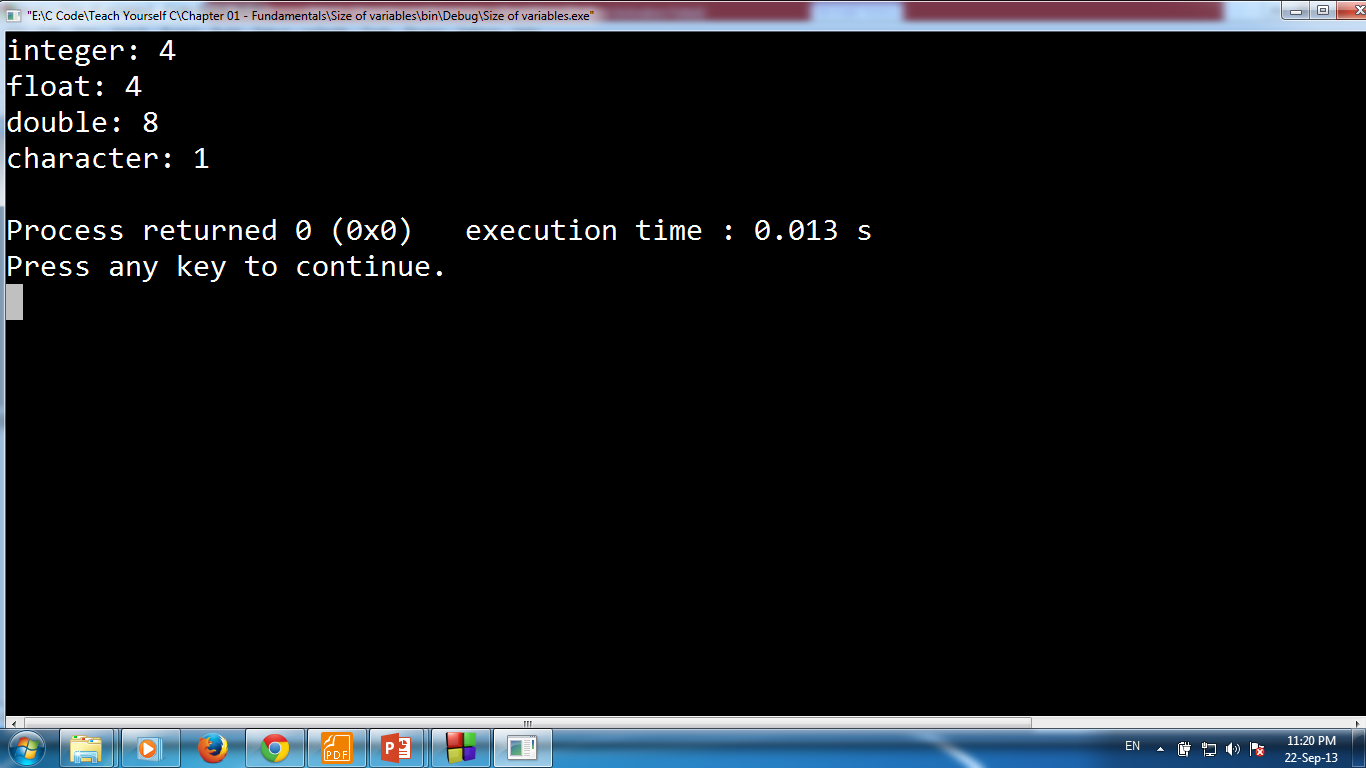 "E:\C Code\Teach Yourself C\Chapter 01 - Fundamentals\Size of variables\bin\Debug\Size of variables.exe"
integer: 4
float: 4
double: 8
character: 1
Process returned 0 (0x0)   execution time : 0.013 s
Press any key to continue.
PDF
P
EN
11:20 PM
22-Sep-13